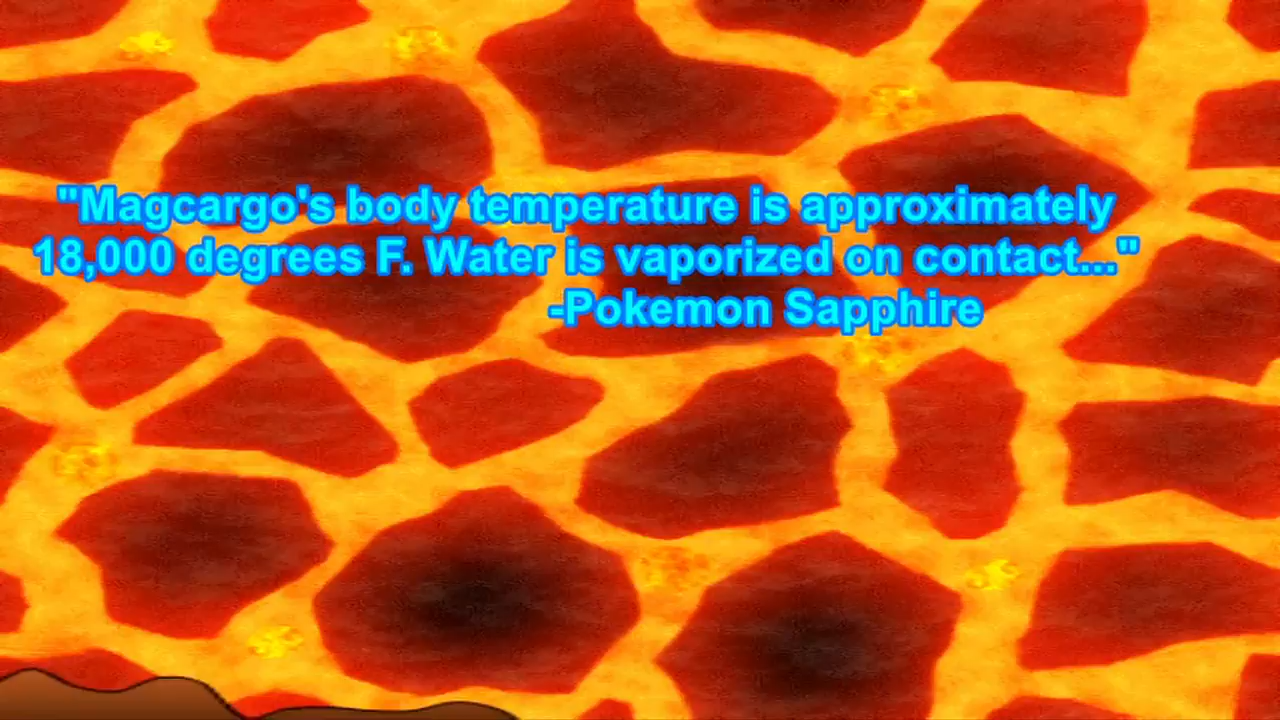 "Magcargo's body temperature is approximately
18,000 degrees F. Water is vaporized on contact..."
-Pokemon Sapphire